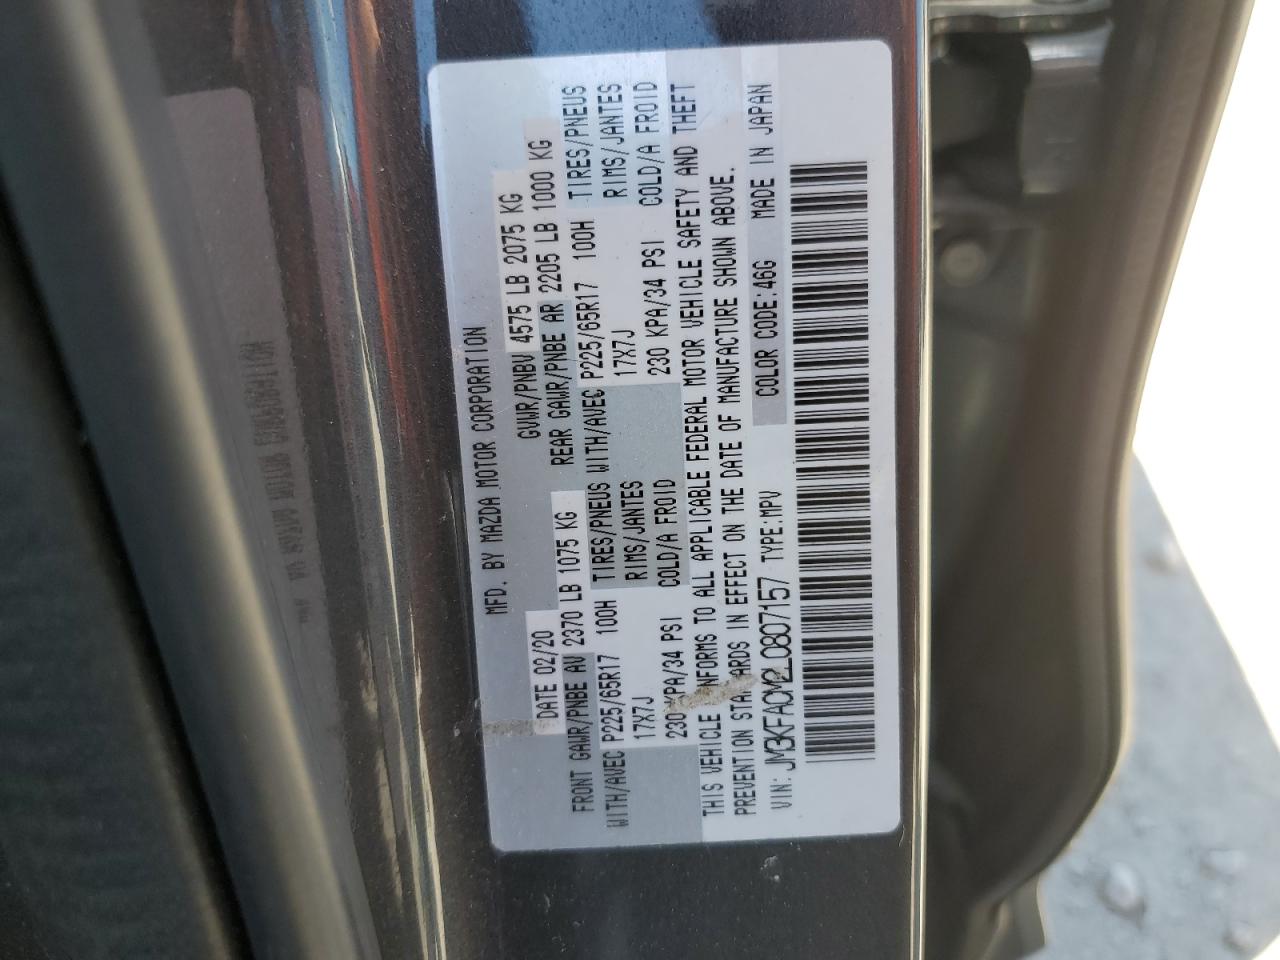 MFD. BY MAZDA MOTOR CORPORATION
DATE 02/20 GVWR/PNBV 4575 LB 2075 KG
FRONT GAWR/PNBE AV 2370 LB 1075 KG REAR GAWR/PNBE AR 2205 LB 1000 KG
WITH/AVEC P225/65R17 100H TIRES/PNEUS WITH/AVEC P225/65R17 100H TIRES/PNEUS
17X7J RIMS/JANTES 17X7J RIMS/JANTES
230 KPA/34 PSI COLD/A FROID 230 KPA/34 PSI COLD/A FROID
THIS VEHICLE CONFORMS TO ALL APPLICABLE FEDERAL MOTOR VEHICLE SAFETY AND THEFT
PREVENTION STANDARDS IN EFFECT ON THE DATE OF MANUFACTURE SHOWN ABOVE.
VIN: JM3KFACM2L0807157 TYPE:MPV COLOR CODE:46G MADE IN JAPAN